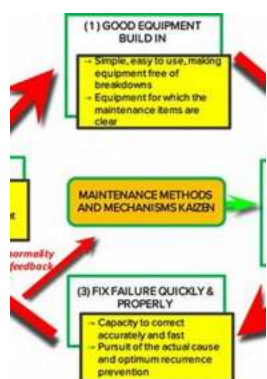 (1) GOOD EQUIPMENT
BUILD IN
→ Simple, easy to use, making
equipment free of
breakdowns
→ Equipment for which the
maintenance items are
clear
MAINTENANCE METHODS
AND MECHANISMS KAIZEN
normality
feedback
(3) FIX FAILURE QUICKLY &
PROPERLY
→ Capacity to correct
accurately and fast
→ Pursuit of the actual cause
and optimum recurrence
prevention